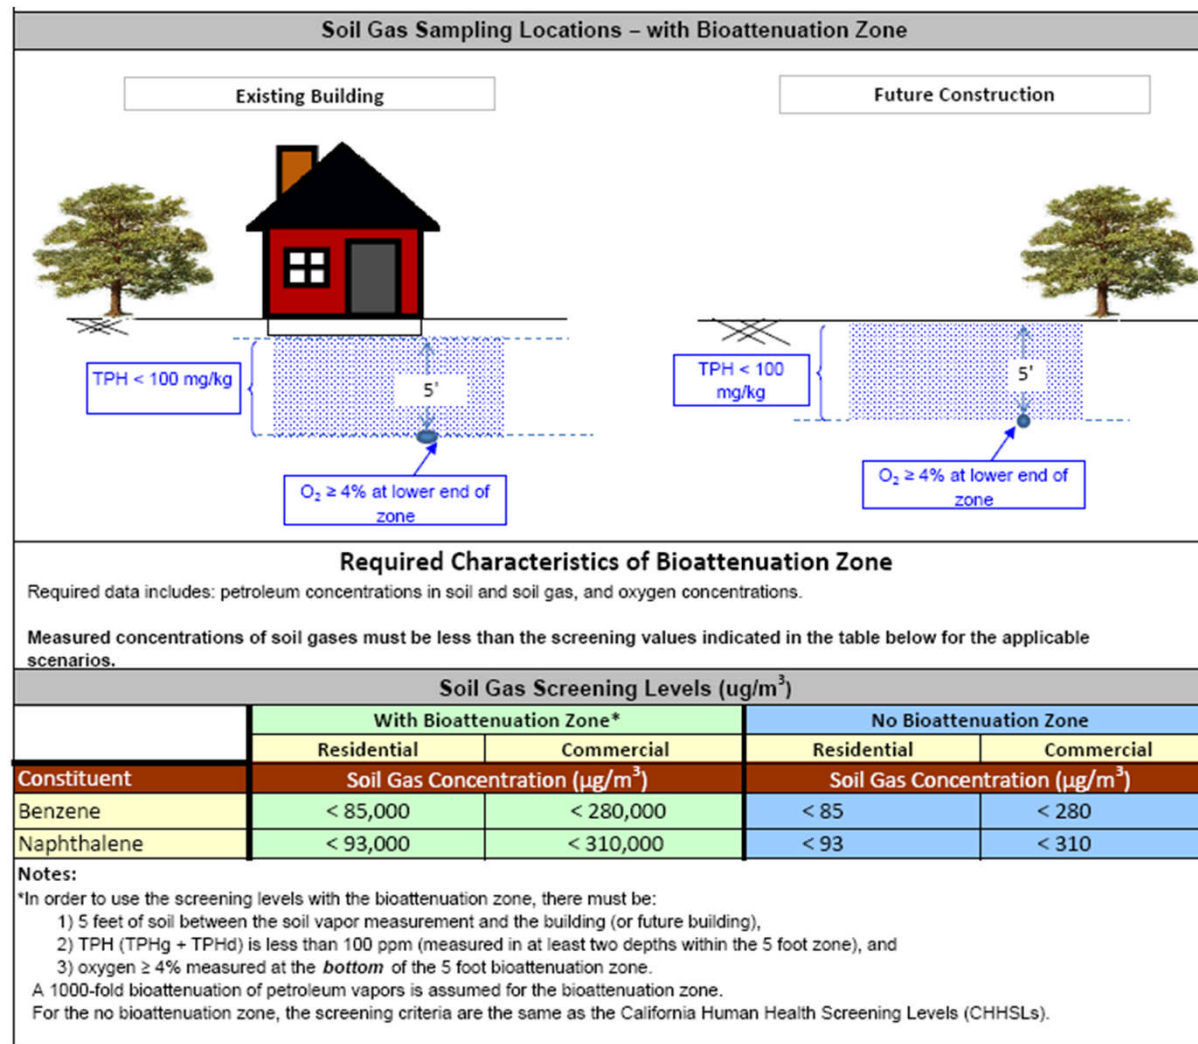 Soil Gas Sampling Locations – with Bioattenuation Zone
Existing Building
Future Construction
TPH < 100 mg/kg
5'
O₂ ≥ 4% at lower end of
zone
TPH < 100
mg/kg
5'
O₂ ≥ 4% at lower end of
zone
Required Characteristics of Bioattenuation Zone
Required data includes: petroleum concentrations in soil and soil gas, and oxygen concentrations.
Measured concentrations of soil gases must be less than the screening values indicated in the table below for the applicable
scenarios.
Soil Gas Screening Levels (ug/m³)
With Bioattenuation Zone* No Bioattenuation Zone
Residential Commercial Residential Commercial
Constituent Soil Gas Concentration (µg/m³) Soil Gas Concentration (µg/m³)
Benzene < 85,000 < 280,000 < 85 < 280
Naphthalene < 93,000 < 310,000 < 93 < 310
Notes:
*In order to use the screening levels with the bioattenuation zone, there must be:
1) 5 feet of soil between the soil vapor measurement and the building (or future building),
2) TPH (TPHg + TPHd) is less than 100 ppm (measured in at least two depths within the 5 foot zone), and
3) oxygen ≥ 4% measured at the bottom of the 5 foot bioattenuation zone.
A 1000-fold bioattenuation of petroleum vapors is assumed for the bioattenuation zone.
For the no bioattenuation zone, the screening criteria are the same as the California Human Health Screening Levels (CHHSLs).